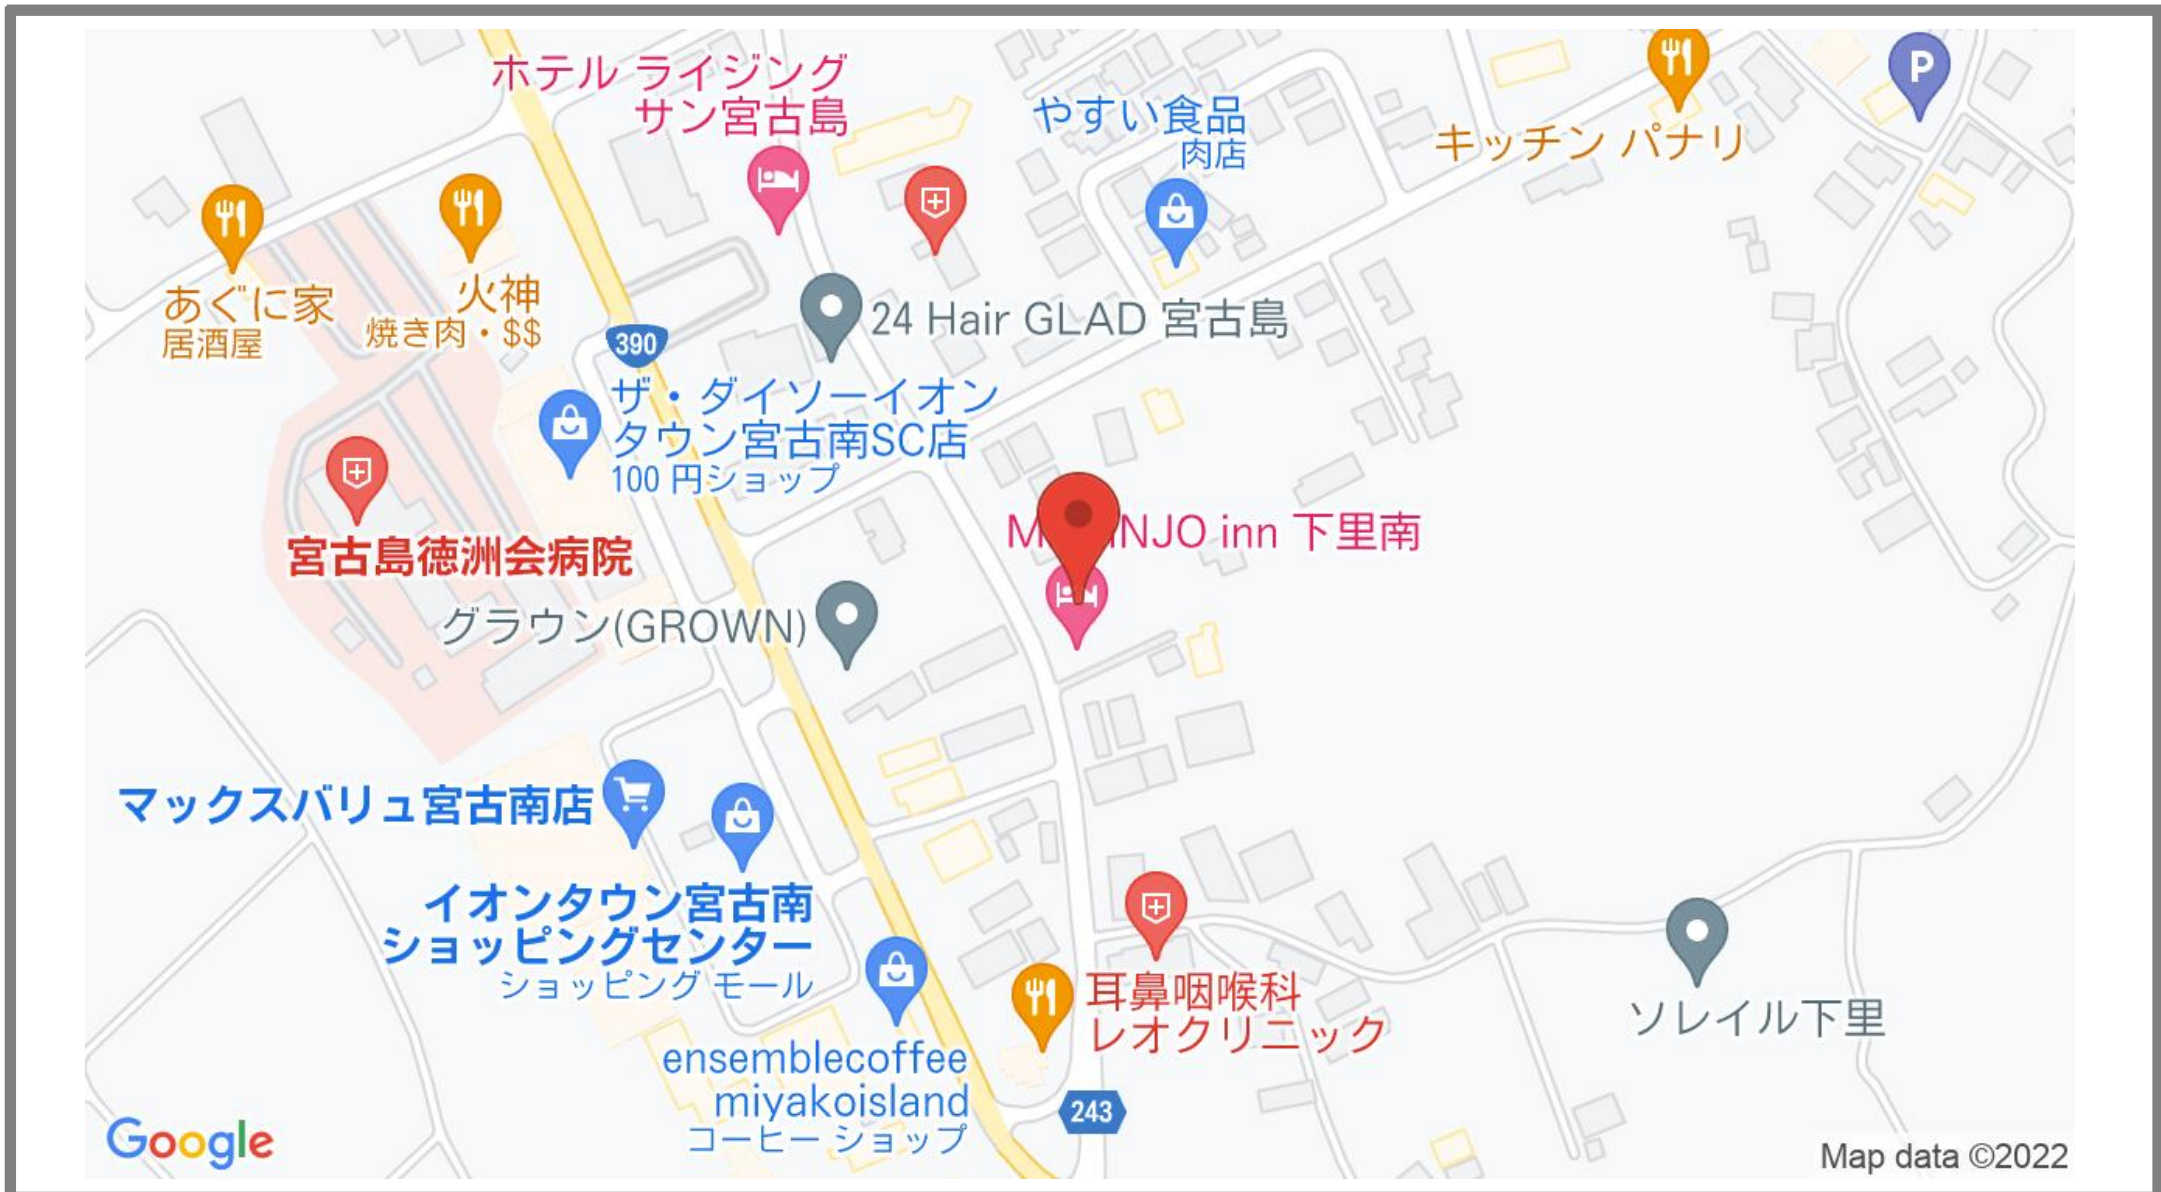 ホテル ライジング
サン宮古島
やすい食品
肉店
キッチン パナリ
P
あぐに家
居酒屋
火神
焼き肉・$$
24 Hair GLAD 宮古島
390
ザ・ダイソーイオン
タウン宮古南SC店
100 円ショップ
inn 下里南
宮古島徳洲会病院
グラウン(GROWN)
マックスバリュ宮古南店
イオンタウン宮古南
ショッピングセンター
ショッピング モール
耳鼻咽喉科
レオクリニック
ソレイル下里
ensemblecoffee
miyakoisland
コーヒー ショップ
243
Google
Map data ©2022